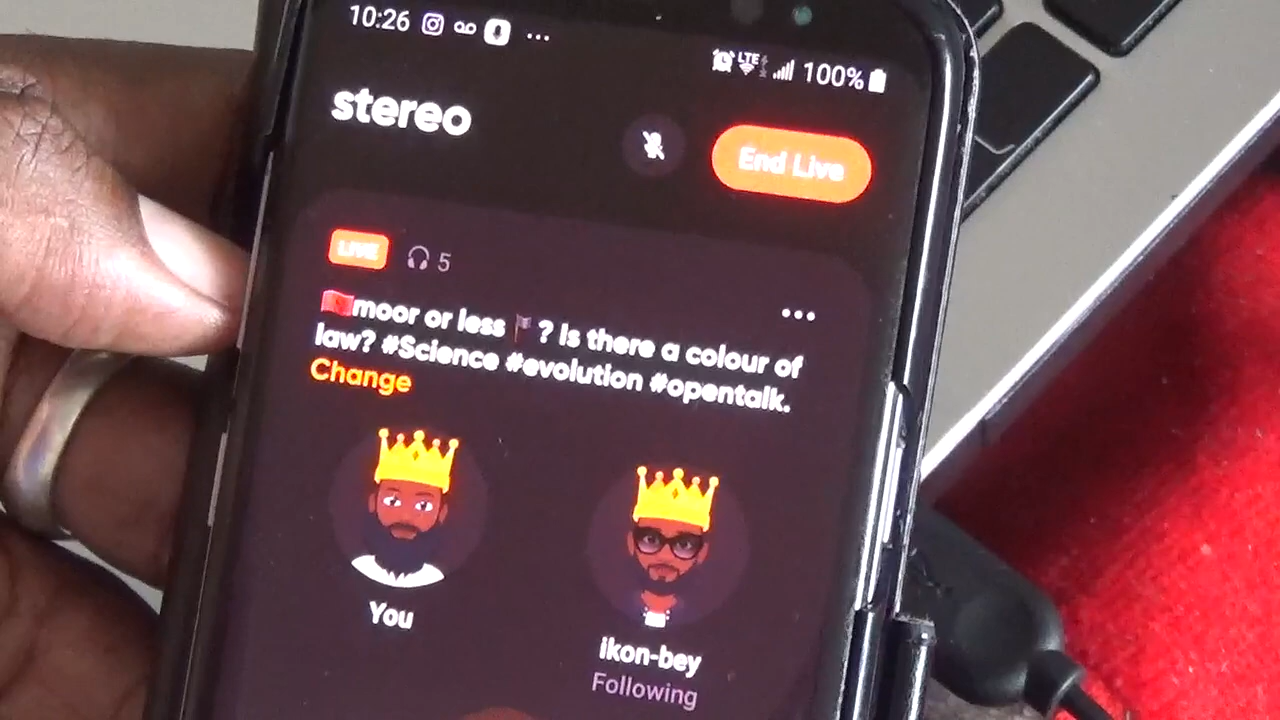 10:26
LTE
100%
stereo
End Live
LIVE
5
moor or less ? Is there a colour of
law? #Science #evolution #opentalk.
Change
You
ikon-bey
Following